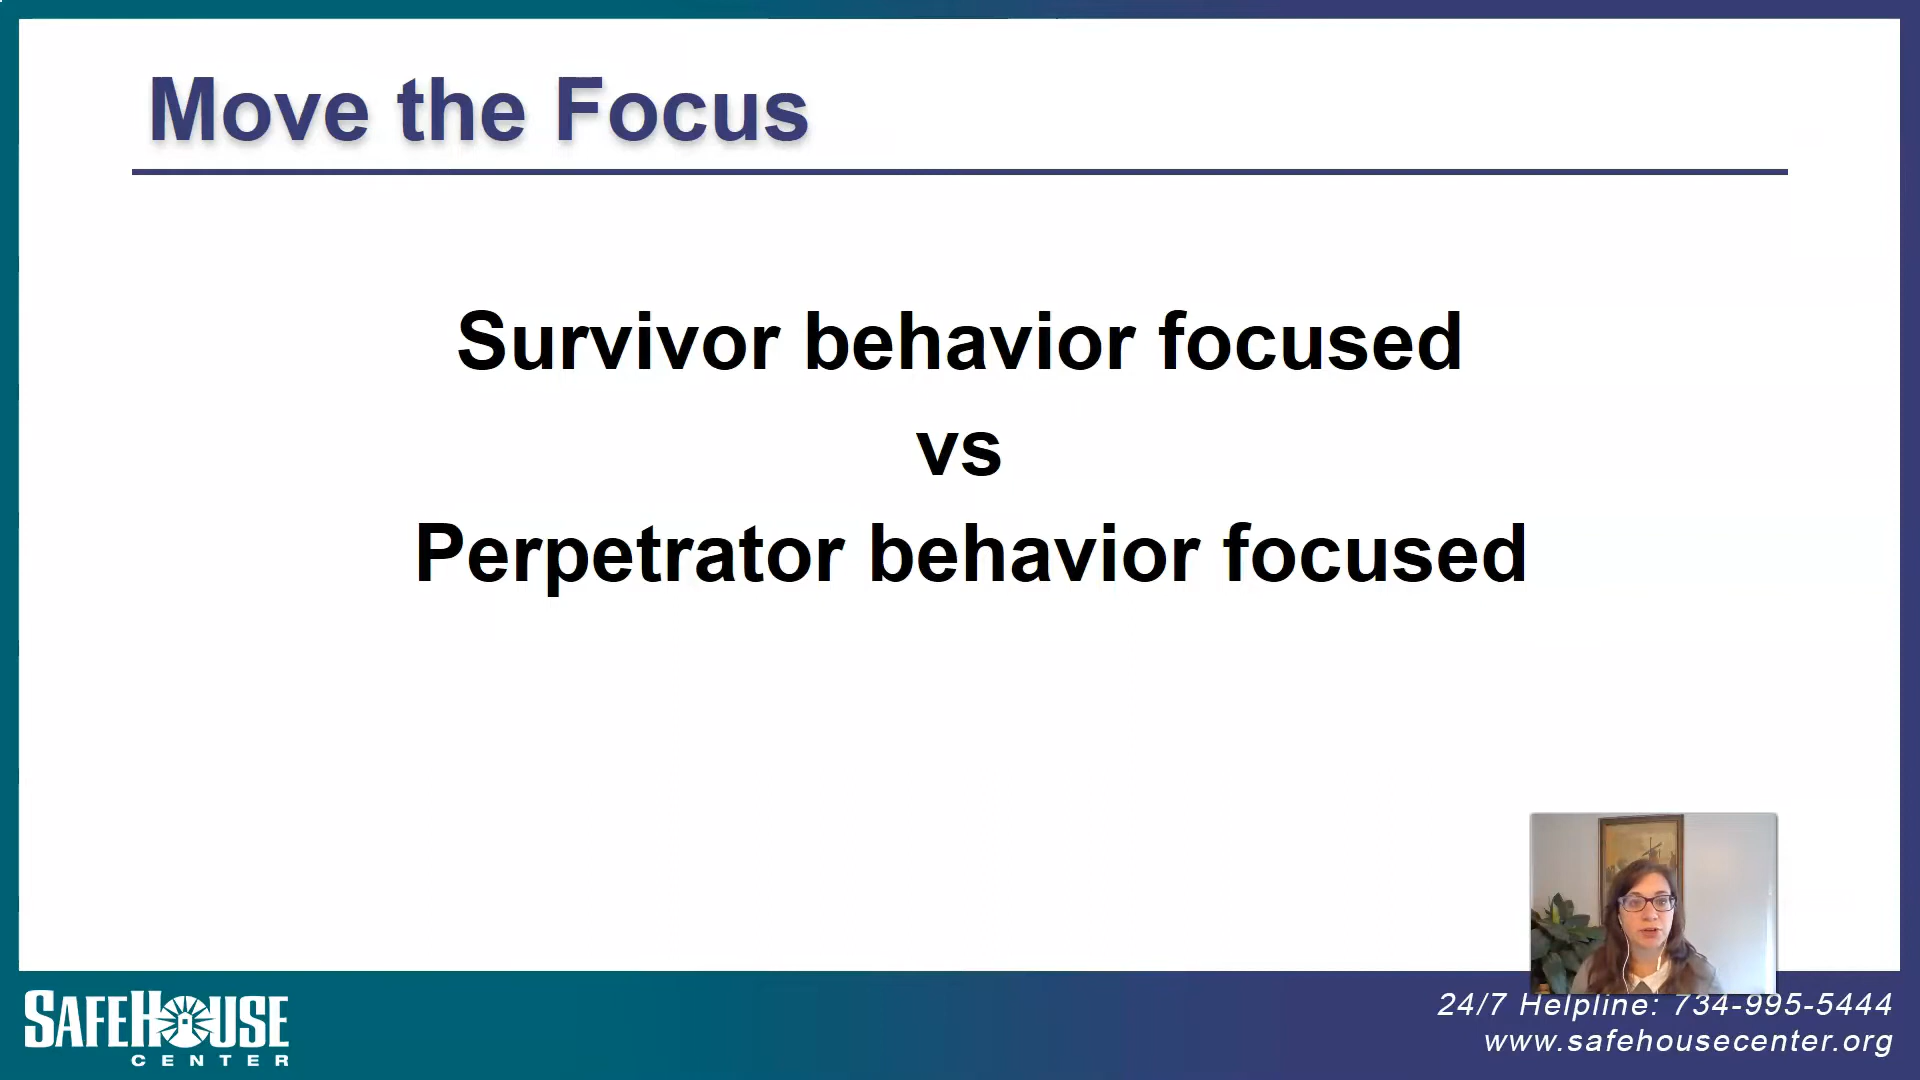 Move the Focus
Survivor behavior focused
vs
Perpetrator behavior focused
SAFEHOUSE
CENTER
24/7 Helpline: 734-995-5444
www.safehousecenter.org